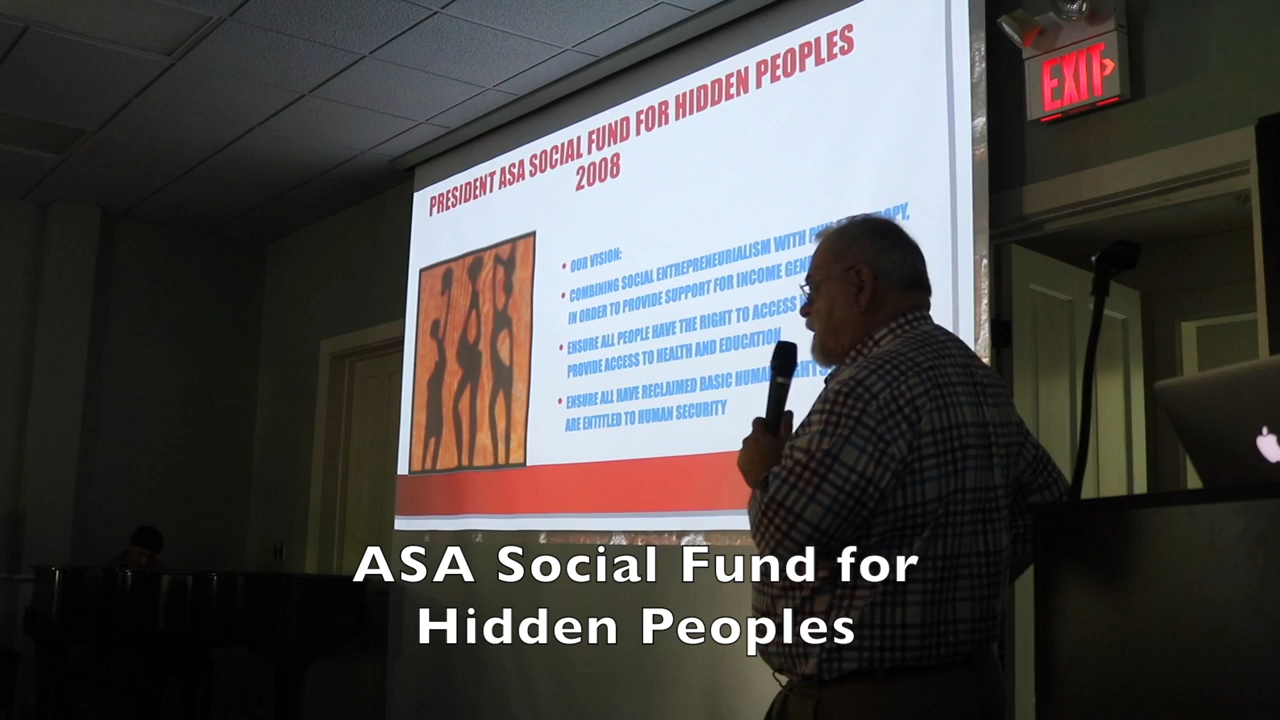 PRESIDENT ASA SOCIAL FUND FOR HIDDEN PEOPLES
2008
• OUR VISION:
• COMBINING SOCIAL ENTREPRENEURIALISM WITH
IN ORDER TO PROVIDE SUPPORT FOR INCOME
• ENSURE ALL PEOPLE HAVE THE RIGHT TO ACCESS
PROVIDE ACCESS TO HEALTH AND EDUCATION
• ENSURE ALL HAVE RECLAIMED BASIC HUMAN RIGHTS
ARE ENTITLED TO HUMAN SECURITY
EXIT
ASA Social Fund for
Hidden Peoples